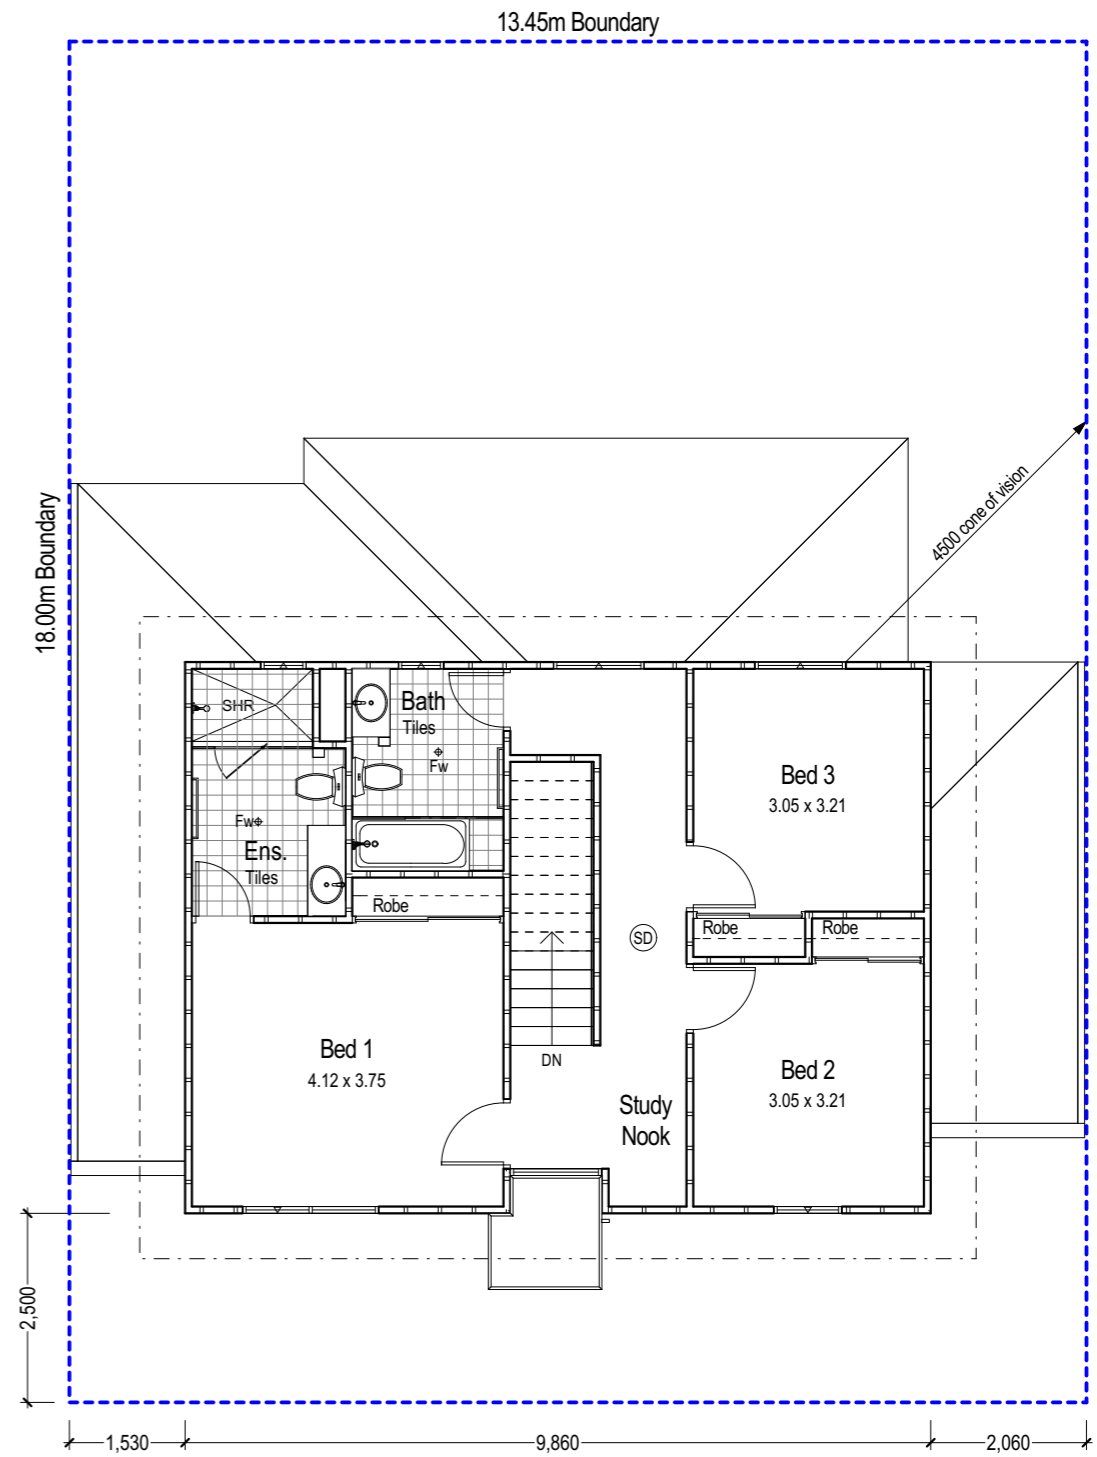 13.45m Boundary
18.00m Boundary
4500 cone of vision
SHR
Bath
Tiles
Fw
Bed 3
3.05 x 3.21
Fw
Ens.
Tiles
Robe
Robe
Robe
SD
Bed 1
4.12 x 3.75
DN
Bed 2
3.05 x 3.21
Study
Nook
2,500
1,530
9,860
2,060